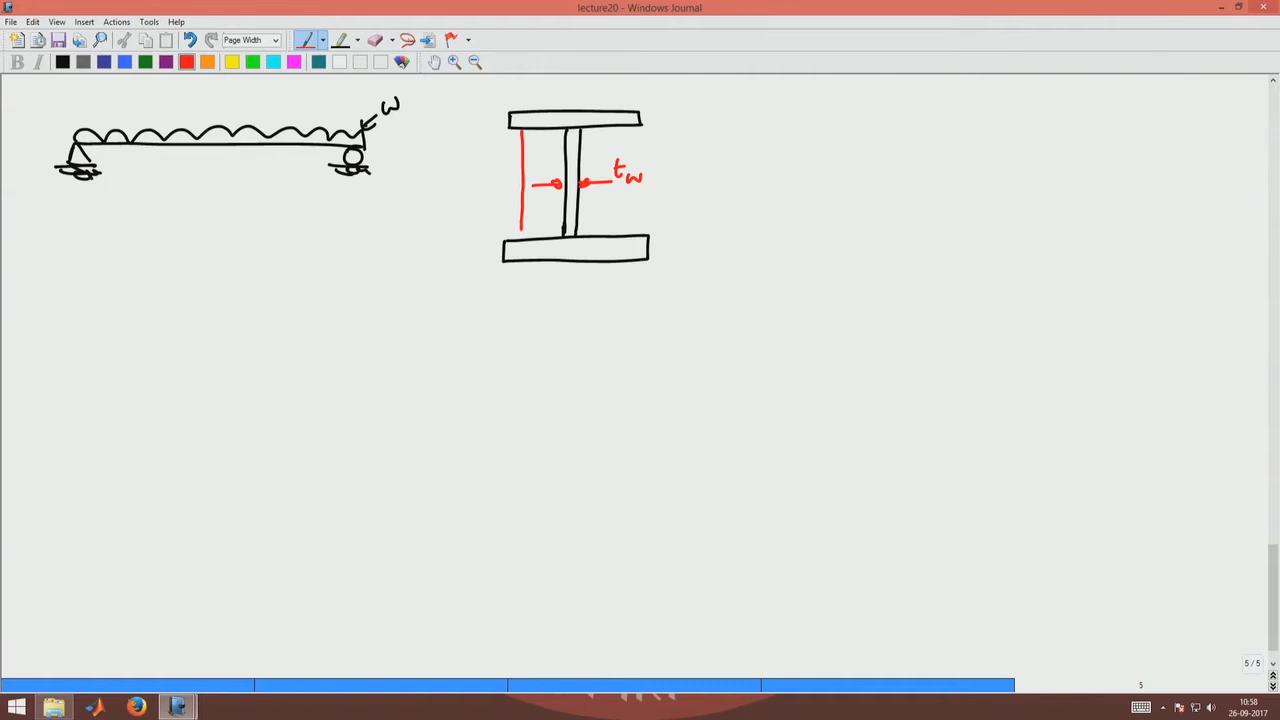 lecture20 - Windows Journal
File Edit View Insert Actions Tools Help
Page Width
B I
w
tw
5 / 5
5
10:58
26-09-2017